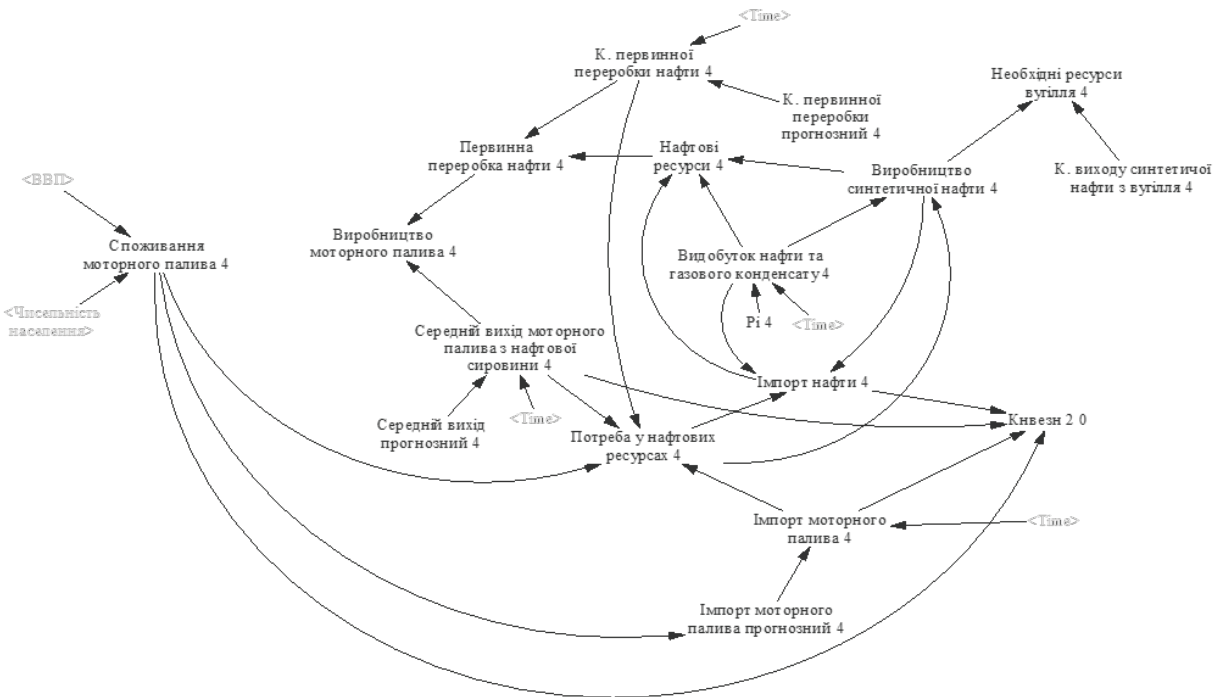 <Time>
К. первинної
переробки нафти 4
Необхідні ресурси
вугілля 4
К. первинної
переробки
прогнозний 4
Первинна
переробка нафти 4
Нафтові
ресурси 4
Виробництво
синтетичної нафти 4
К. виходу синтетичої
нафти з вугілля 4
<ВВП>
Споживання
моторного палива 4
Виробництво
моторного палива 4
Видобуток нафти та
газового конденсату 4
<Чисельність
населення>
Рі 4
<Time>
Середній вихід моторного
палива з нафтової
сировини 4
Імпорт нафти 4
Середній вихід
прогнозний 4
<Time>
Потреба у нафтових
ресурсах 4
Кнвезн 2 0
Імпорт моторного
палива 4
<Time>
Імпорт моторного
палива прогнозний 4